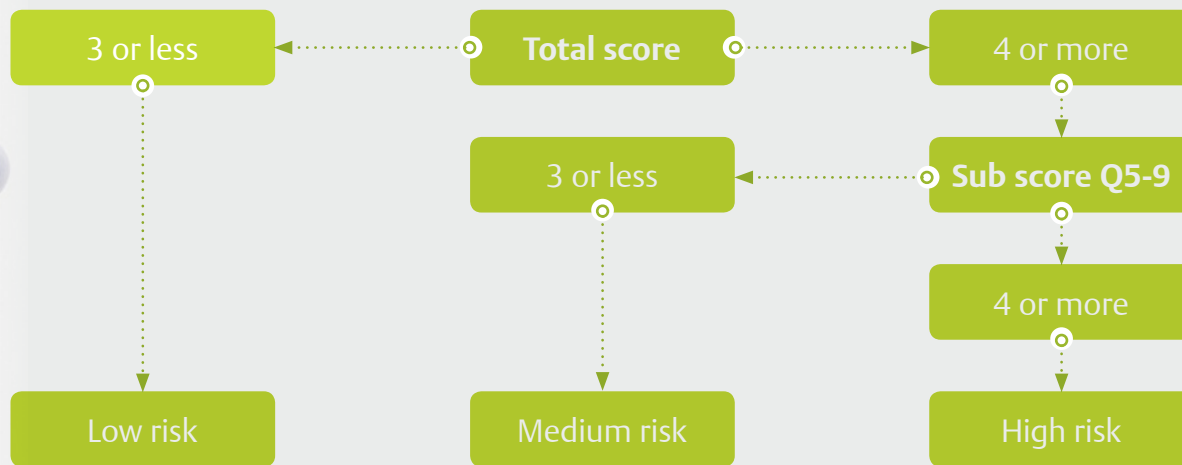 3 or less
Total score
4 or more
3 or less
Sub score Q5-9
4 or more
Low risk
Medium risk
High risk